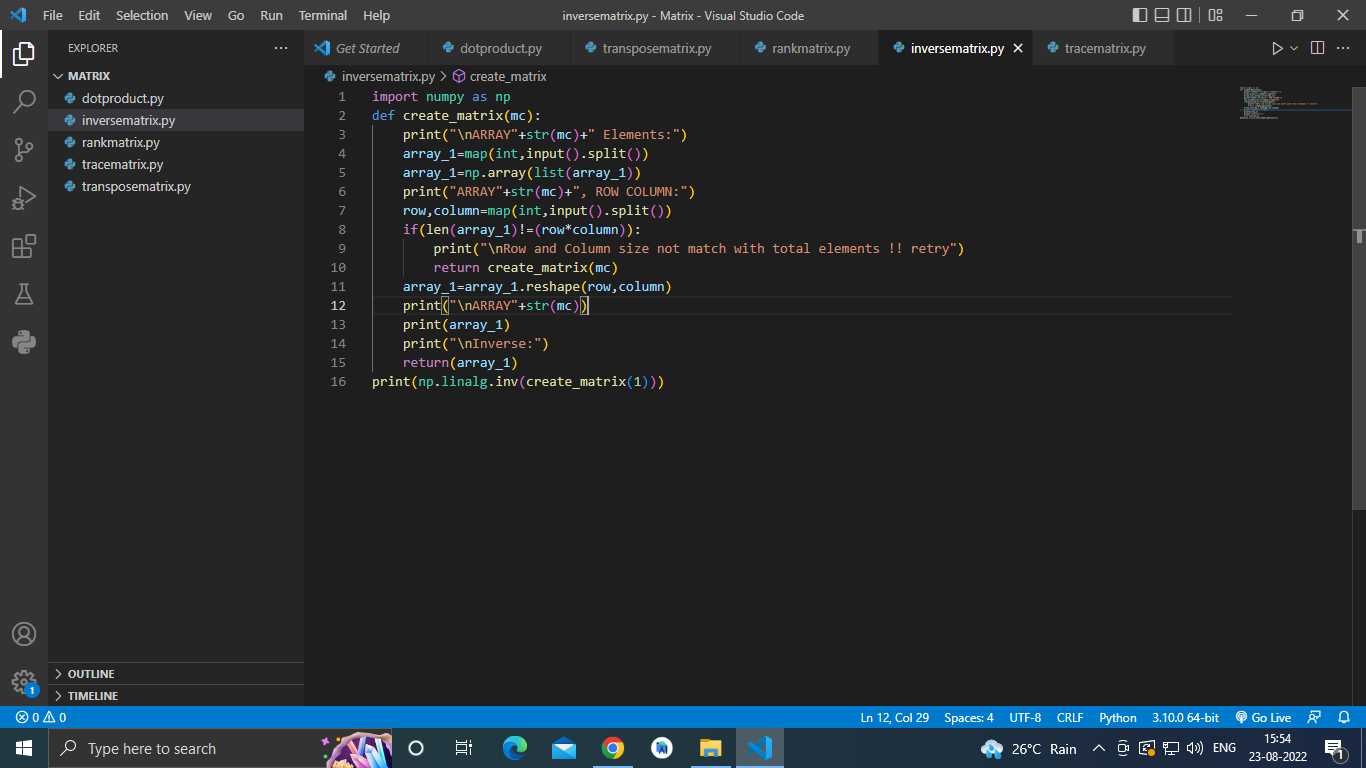 File Edit Selection View Go Run Terminal Help inversematrix.py - Matrix - Visual Studio Code
EXPLORER
Get Started dotproduct.py transposematrix.py rankmatrix.py inversematrix.py tracematrix.py
MATRIX
dotproduct.py
inversematrix.py
rankmatrix.py
tracematrix.py
transposematrix.py
OUTLINE
TIMELINE
inversematrix.py > create_matrix
1 import numpy as np
2 def create_matrix(mc):
3     print("\nARRAY"+str(mc)+" Elements:")
4     array_1=map(int,input().split())
5     array_1=np.array(list(array_1))
6     print("ARRAY"+str(mc)+", ROW COLUMN:")
7     row,column=map(int,input().split())
8     if(len(array_1)!=(row*column)):
9         print("\nRow and Column size not match with total elements !! retry")
10         return create_matrix(mc)
11     array_1=array_1.reshape(row,column)
12     print("\nARRAY"+str(mc))
13     print(array_1)
14     print("\nInverse:")
15     return(array_1)
16 print(np.linalg.inv(create_matrix(1)))
1
0 0 Ln 12, Col 29 Spaces: 4 UTF-8 CRLF Python 3.10.0 64-bit Go Live
Type here to search 26°C Rain ENG 15:54
23-08-2022
1